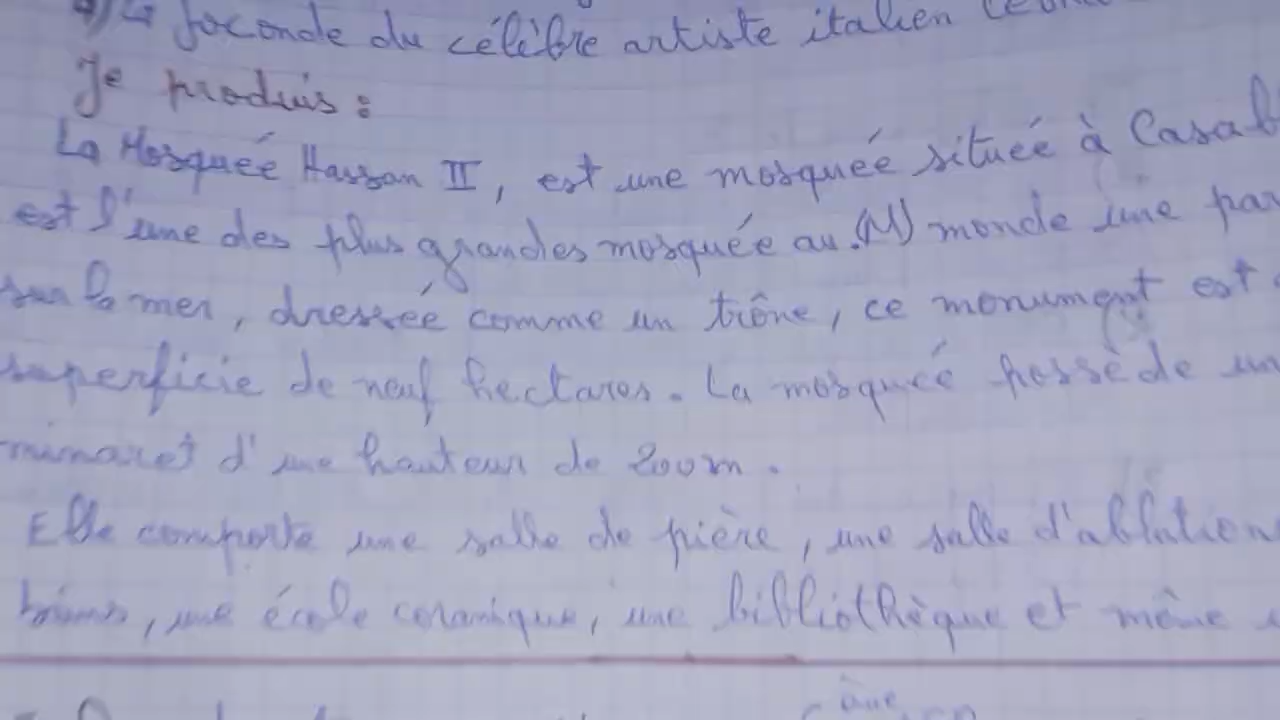 Joconde du célèbre artiste italien
Je produis :
La Mosquée Hassan II, est une mosquée située à Casab
est l'une des plus grandes mosquée au (M) monde une par
sur la mer, dressée comme un trône, ce monument est
superficie de neuf hectares. La mosquée possède un
minaret d'une hauteur de 200m.
Elle comporte une salle de pière, une salle d'ablution
une école coranique, une bibliothèque et même